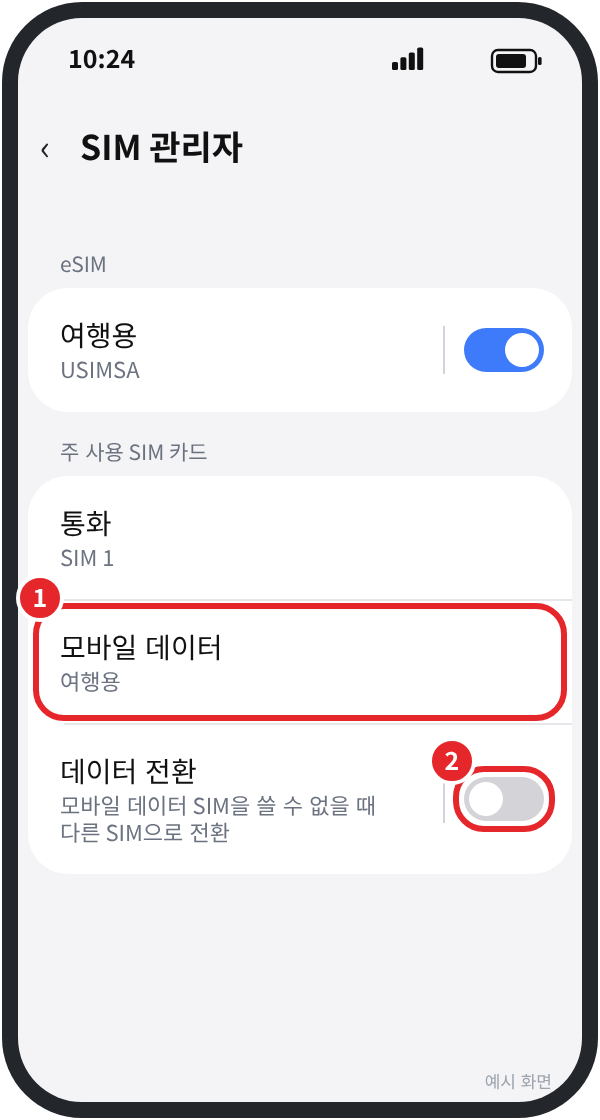 10:24
‹ SIM 관리자
eSIM
여행용
USIMSA
주 사용 SIM 카드
통화
SIM 1
1
모바일 데이터
여행용
2
데이터 전환
모바일 데이터 SIM을 쓸 수 없을 때
다른 SIM으로 전환
예시 화면